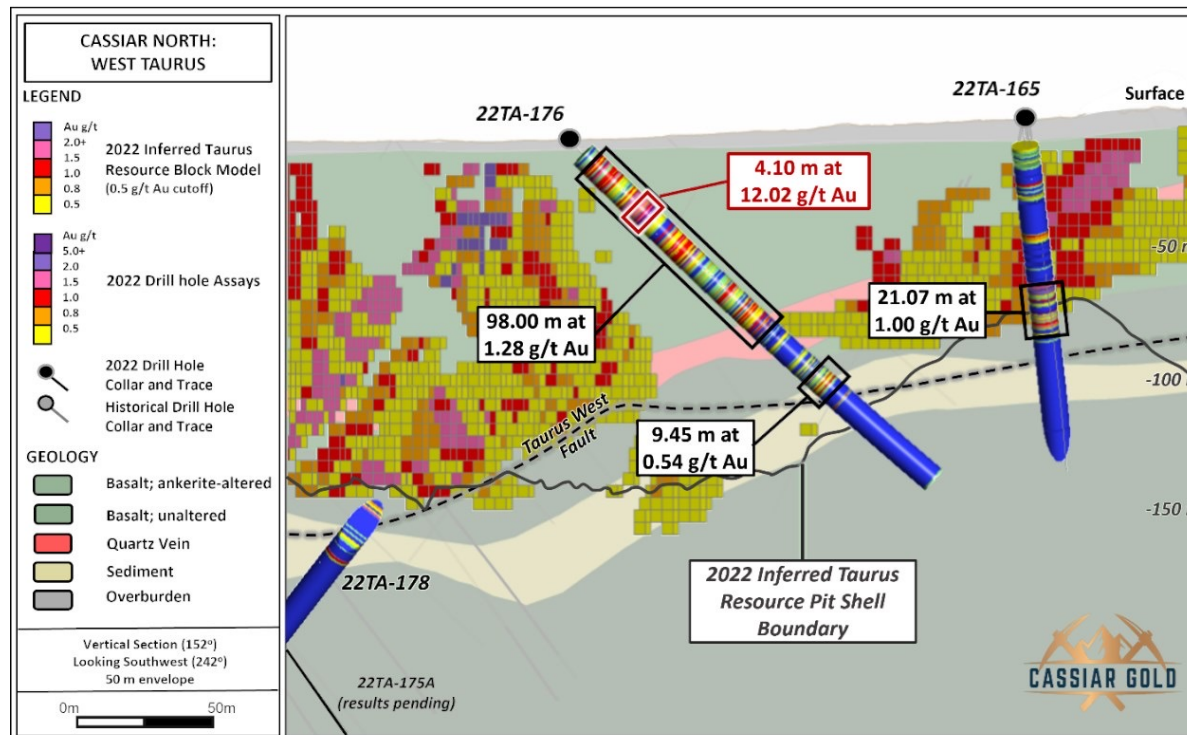 CASSIAR NORTH:
WEST TAURUS
LEGEND
Au g/t
2.0+
1.5
1.0
0.8
0.5
2022 Inferred Taurus
Resource Block Model
(0.5 g/t Au cutoff)
Au g/t
5.0+
2.0
1.5
1.0
0.8
0.5
2022 Drill hole Assays
2022 Drill Hole
Collar and Trace
Historical Drill Hole
Collar and Trace
GEOLOGY
Basalt; ankerite-altered
Basalt; unaltered
Quartz Vein
Sediment
Overburden
Vertical Section (152º)
Looking Southwest (242º)
50 m envelope
0m 50m
22TA-176
22TA-165
Surface
4.10 m at
12.02 g/t Au
-50
98.00 m at
1.28 g/t Au
21.07 m at
1.00 g/t Au
-100
Taurus West
Fault
9.45 m at
0.54 g/t Au
-150
22TA-178
2022 Inferred Taurus
Resource Pit Shell
Boundary
22TA-175A
(results pending)
CASSIAR GOLD